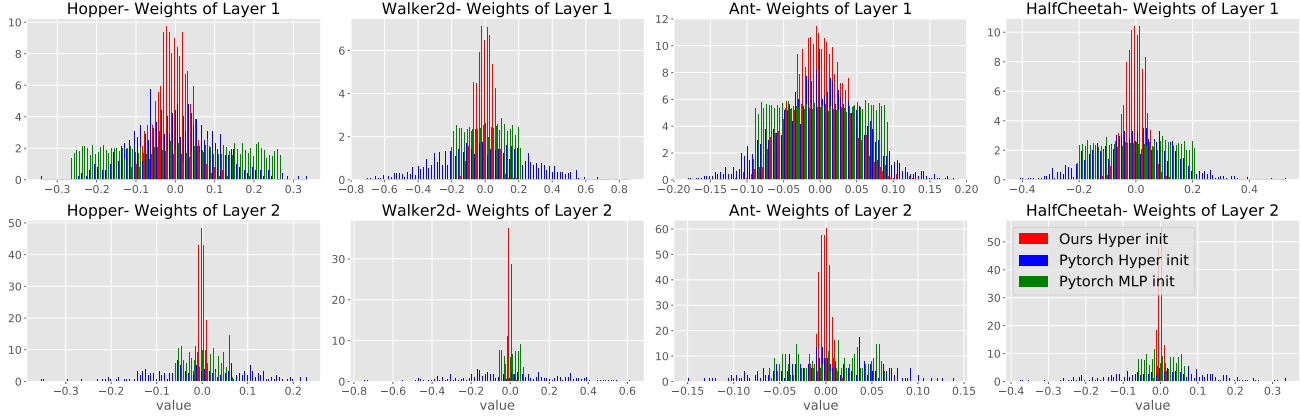 Hopper- Weights of Layer 1
Walker2d- Weights of Layer 1
Ant- Weights of Layer 1
HalfCheetah- Weights of Layer 1
10
8
6
4
2
0
−0.3 −0.2 −0.1 0.0 0.1 0.2 0.3
6
4
2
0
−0.8 −0.6 −0.4 −0.2 0.0 0.2 0.4 0.6 0.8
12
10
8
6
4
2
0
−0.20 −0.15 −0.10 −0.05 0.00 0.05 0.10 0.15 0.20
10
8
6
4
2
0
−0.4 −0.2 0.0 0.2 0.4
Hopper- Weights of Layer 2
Walker2d- Weights of Layer 2
Ant- Weights of Layer 2
HalfCheetah- Weights of Layer 2
50
40
30
20
10
0
−0.3 −0.2 −0.1 0.0 0.1 0.2
value
30
20
10
0
−0.8 −0.6 −0.4 −0.2 0.0 0.2 0.4 0.6
value
60
50
40
30
20
10
0
−0.15 −0.10 −0.05 0.00 0.05 0.10 0.15
value
50
40
30
20
10
0
Ours Hyper init
Pytorch Hyper init
Pytorch MLP init
−0.4 −0.3 −0.2 −0.1 0.0 0.1 0.2 0.3
value